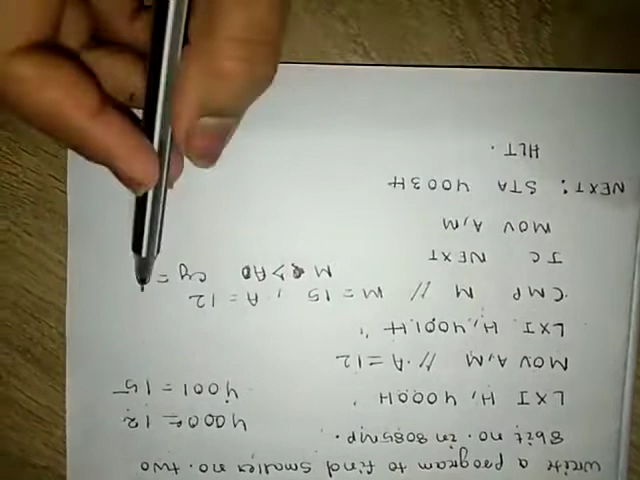 write a program to find smaller no. two
8bit no. in 8085 MP.
4000 = 12
LXI H, 4000H
4001 = 15
MOV A,M // A = 12
LXI H, 4001H
CMP M // M = 15, A = 12
JC NEXT M > A cy =
MOV A,M
NEXT: STA 4003H
HLT.